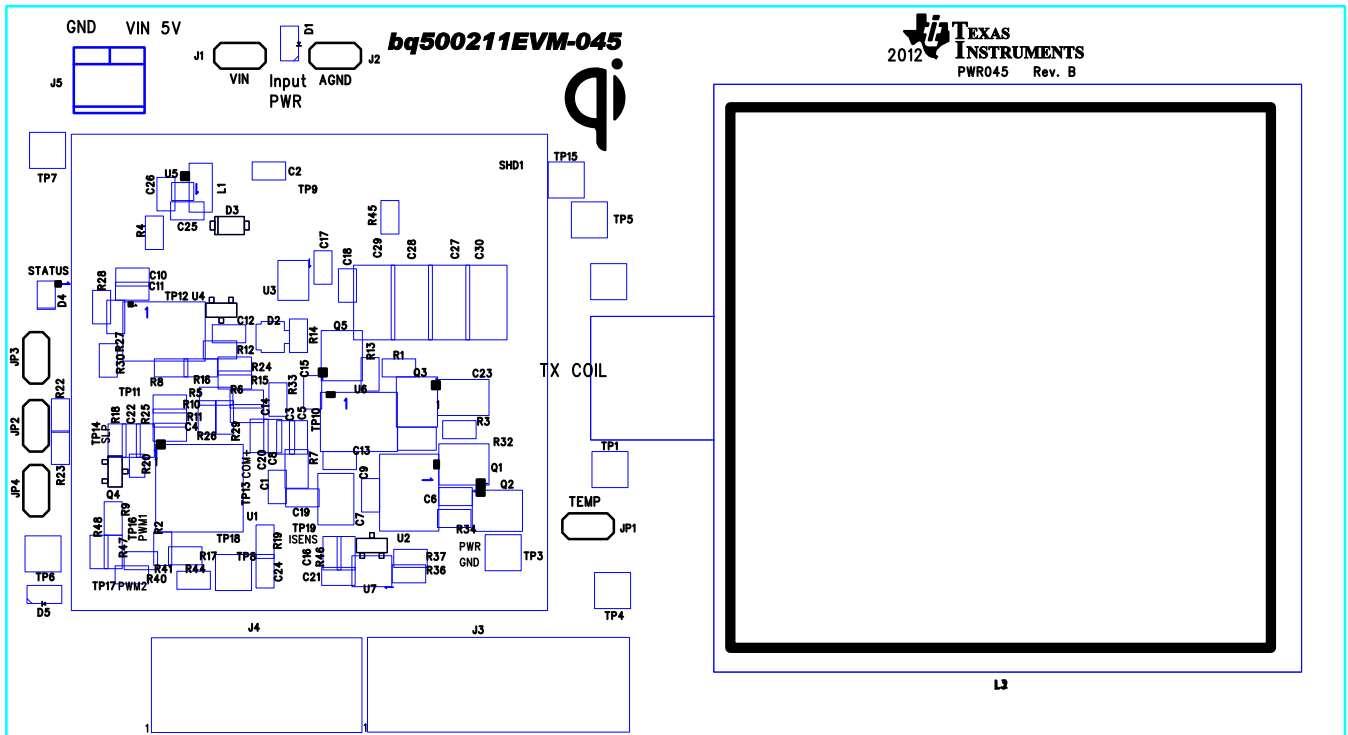 GND VIN 5V
D1
J1 VIN
J2 AGND
Input
PWR
bq500211EVM-045
2012 TEXAS
INSTRUMENTS
PWR045 Rev. B
J5
TP7
SHD1
TP15
U5
C2
C26
L1
TP9
C25
D3
R4
R45
TP5
C17
C29
C28
C27
C30
C18
STATUS
D4
C10
C11
R28
TP12 U4
1
U3
C12
D2
R14
Q5
R27
R30
R12
R13
R1
JP3
R8
R16
R24
R15
C15
Q3
C23
TX COIL
TP11
R5
R6
R33
U6
1
1
R22
R10
R11
C4
C14
TP10
JP2
R18
C22
R25
R26
R29
C3
C5
R3
TP14
SLP
C20
C8
R7
C13
R32
TP1
R23
R20
TP13 COM+
C1
C9
1
Q1
Q2
JP4
Q4
C19
C7
C6
TEMP
JP1
R9
R48
TP16
PWM1
R2
U1
TP18
R19
TP19
ISENS
U2
R34
PWR
GND
TP3
R47
R41
R17
TP8
C16
R46
R37
R36
TP6
TP17 PWM2
R40
R44
C24
C21
U7
D5
TP4
J4
J3
1
1